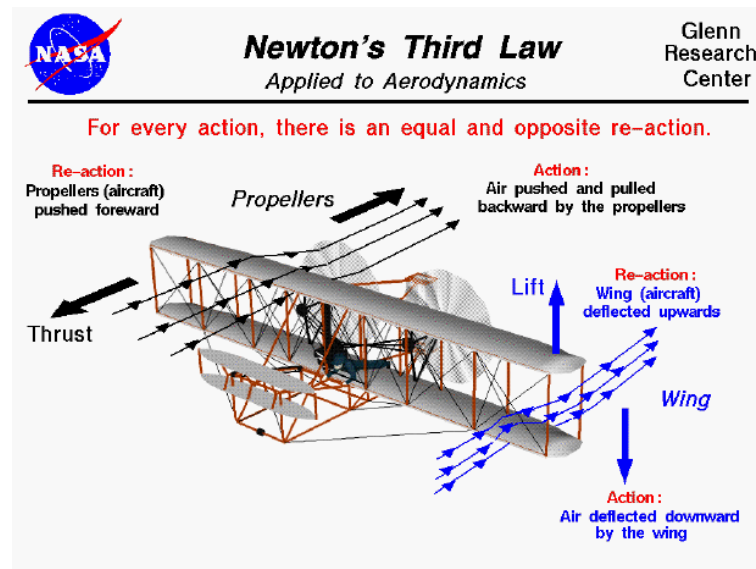 NASA
Newton's Third Law
Applied to Aerodynamics
Glenn
Research
Center
For every action, there is an equal and opposite re-action.
Re-action:
Propellers (aircraft)
pushed foreward
Propellers
Action:
Air pushed and pulled
backward by the propellers
Thrust
Lift
Re-action:
Wing (aircraft)
deflected upwards
Wing
Action:
Air deflected downward
by the wing